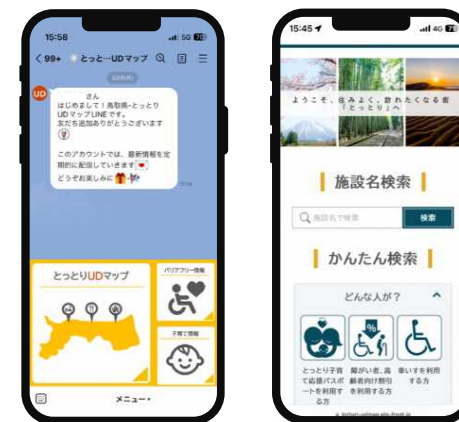 15:58
5G
99+
とっと…UDマップ
UD
さん
はじめまして！鳥取県-とっとり
UDマップLINEです。
友だち追加ありがとうございます
このアカウントでは、最新情報を定
期的に配信していきます
どうぞお楽しみに
とっとりUDマップ
バリアフリー情報
子育て情報
メニュー
15:45
4G
ようこそ、住みよく、訪れたくなる街
「とっとり」へ
施設名検索
施設名で検索
検索
かんたん検索
どんな人が？
%
とっとり子育
て応援パスポ
ートを利用す
る方
障がい者、高
齢者向け割引
を利用する方
車いすを利用
する方